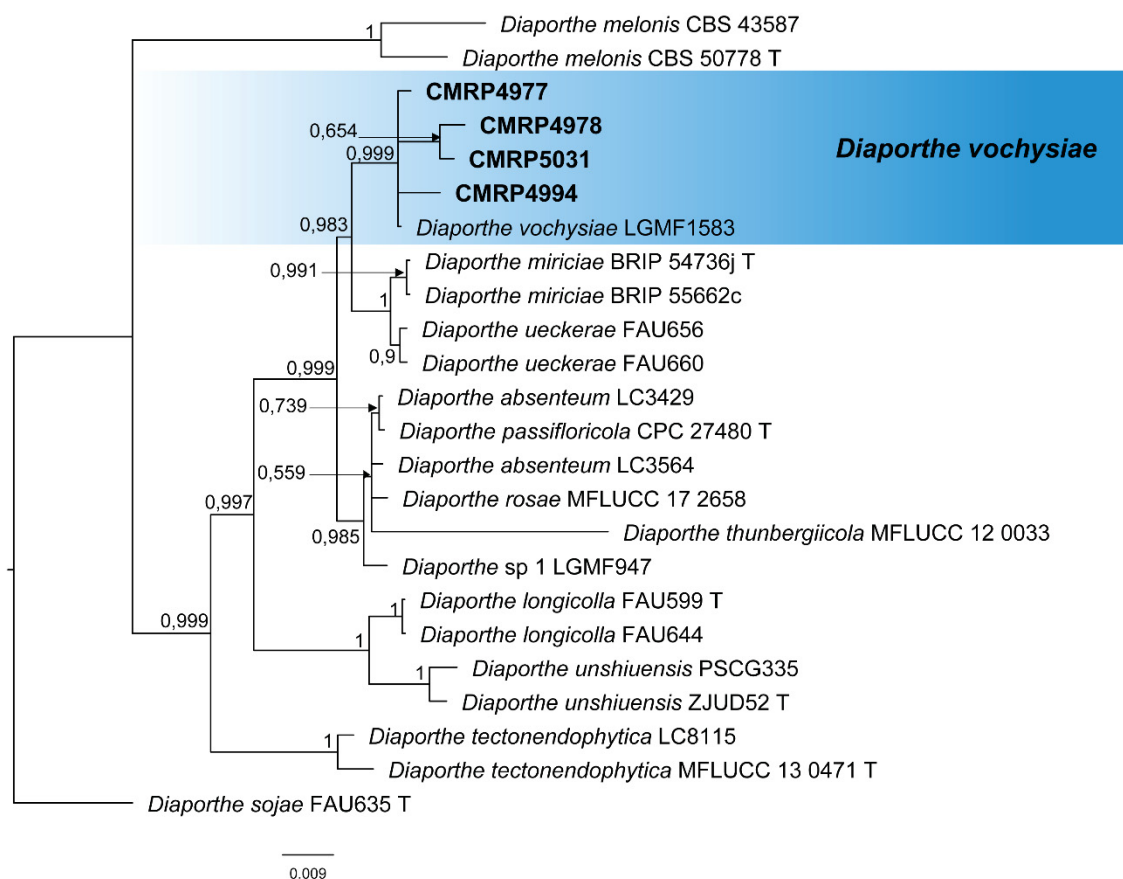 Diaporthe melonis CBS 43587
1
Diaporthe melonis CBS 50778 T
CMRP4977
0,654
CMRP4978
0,999
CMRP5031
Diaporthe vochysiae
CMRP4994
0,983
Diaporthe vochysiae LGMF1583
Diaporthe miriciae BRIP 54736j T
0,991
Diaporthe miriciae BRIP 55662c
1
Diaporthe ueckerae FAU656
0,9
Diaporthe ueckerae FAU660
0,999
Diaporthe absenteum LC3429
0,739
Diaporthe passifloricola CPC 27480 T
Diaporthe absenteum LC3564
0,559
Diaporthe rosae MFLUCC 17 2658
0,997
Diaporthe thunbergiicola MFLUCC 12 0033
0,985
Diaporthe sp 1 LGMF947
Diaporthe longicolla FAU599 T
1
0,999
Diaporthe longicolla FAU644
1
Diaporthe unshiuensis PSCG335
1
Diaporthe unshiuensis ZJUD52 T
Diaporthe tectonendophytica LC8115
1
Diaporthe tectonendophytica MFLUCC 13 0471 T
Diaporthe sojae FAU635 T
0.009